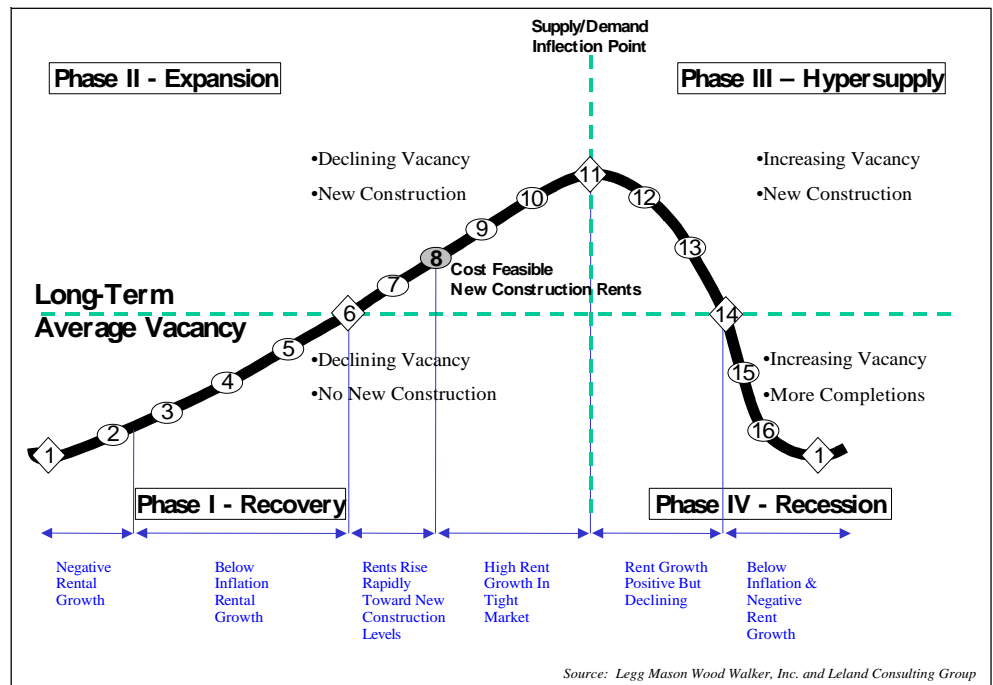 Supply/Demand
Inflection Point
Phase II - Expansion
Phase III – Hypersupply
•Declining Vacancy
•New Construction
•Increasing Vacancy
•New Construction
11
10
12
9
13
8
Cost Feasible
New Construction Rents
7
Long-Term
Average Vacancy
6
14
5
•Declining Vacancy
•No New Construction
•Increasing Vacancy
•More Completions
15
4
3
2
16
1
1
Phase I - Recovery
Phase IV - Recession
Negative
Rental
Growth
Below
Inflation
Rental
Growth
Rents Rise
Rapidly
Toward New
Construction
Levels
High Rent
Growth In
Tight
Market
Rent Growth
Positive But
Declining
Below
Inflation &
Negative
Rent
Growth
Source: Legg Mason Wood Walker, Inc. and Leland Consulting Group